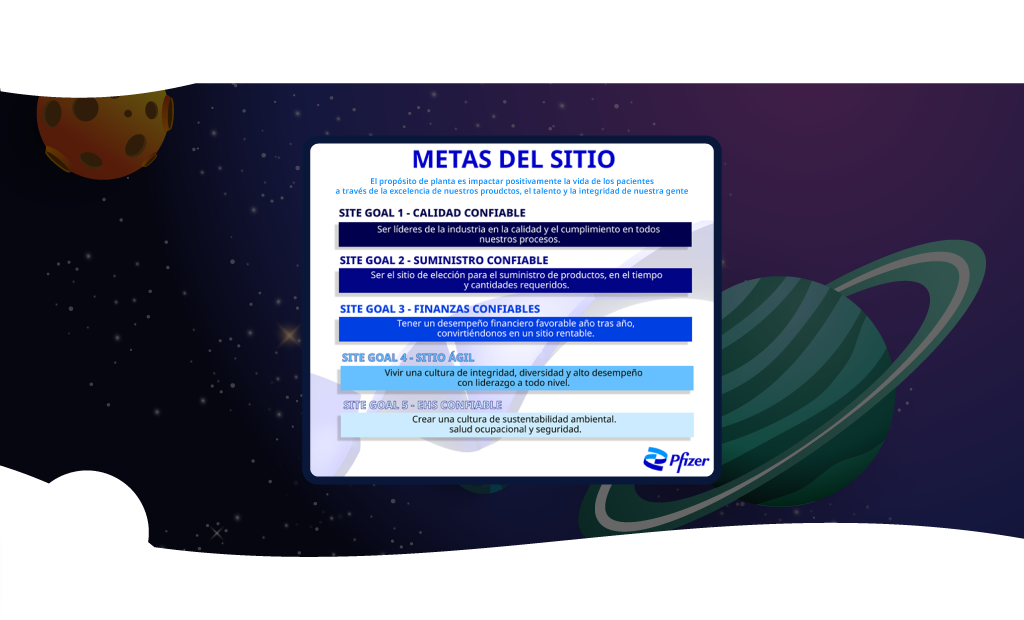 METAS DEL SITIO
El propósito de planta es impactar positivamente la vida de los pacientes
a través de la excelencia de nuestros proudctos, el talento y la integridad de nuestra gente
SITE GOAL 1 - CALIDAD CONFIABLE
Ser líderes de la industria en la calidad y el cumplimiento en todos
nuestros procesos.
SITE GOAL 2 - SUMINISTRO CONFIABLE
Ser el sitio de elección para el suministro de productos, en el tiempo
y cantidades requeridos.
SITE GOAL 3 - FINANZAS CONFIABLES
Tener un desempeño financiero favorable año tras año,
convirtiéndonos en un sitio rentable.
SITE GOAL 4 - SITIO ÁGIL
Vivir una cultura de integridad, diversidad y alto desempeño
con liderazgo a todo nivel.
SITE GOAL 5 - EHS CONFIABLE
Crear una cultura de sustentabilidad ambiental.
salud ocupacional y seguridad.
Pfizer